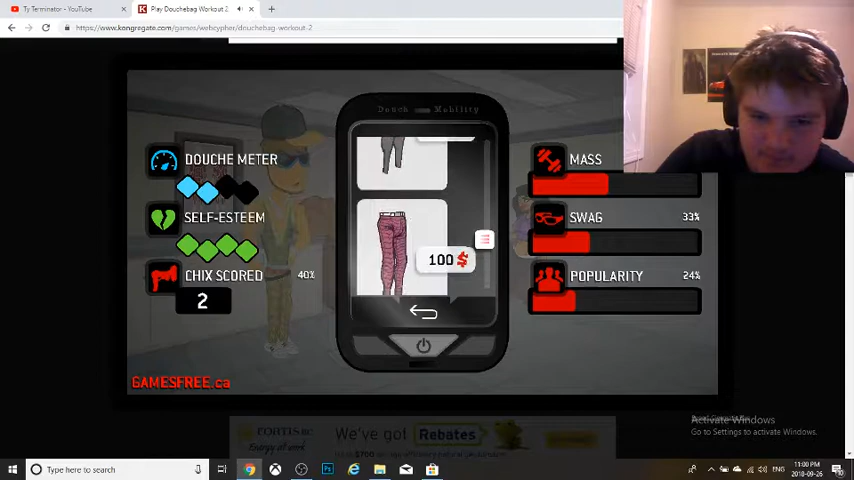 Ty Terminator - YouTube
Play Douchebag Workout 2
https://www.kongregate.com/games/webcypher/douchebag-workout-2
Douch Mobility
DOUCHE METER
SELF-ESTEEM
CHIX SCORED 40%
2
MASS
SWAG 33%
POPULARITY 24%
100 $
GAMESFREE.ca
FORTIS BC
Energy at work
We've got Rebates
Activate Windows
Go to Settings to activate Windows.
Type here to search
ENG
11:00 PM
2018-09-26